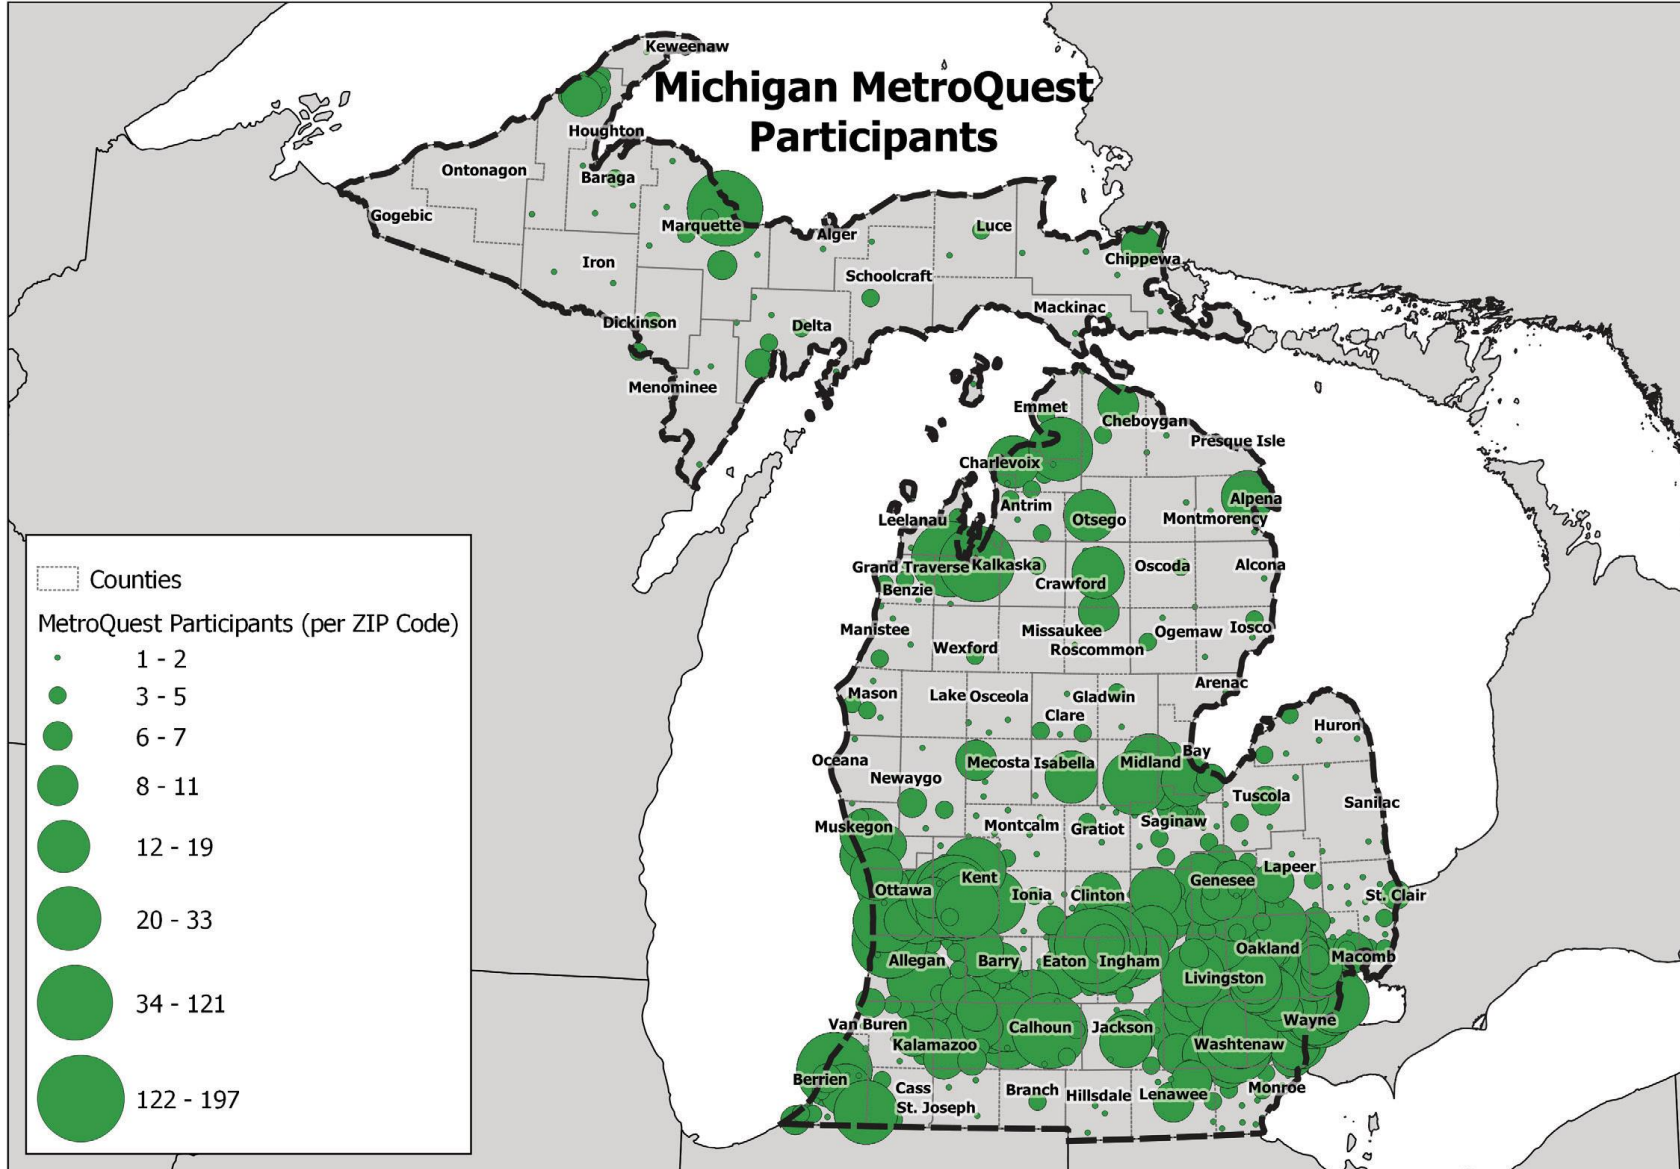 Keweenaw
Michigan MetroQuest
Participants
Houghton
Ontonagon
Baraga
Gogebic
Marquette
Alger
Luce
Chippewa
Iron
Schoolcraft
Mackinac
Dickinson
Delta
Menominee
Emmet
Cheboygan
Presque Isle
Charlevoix
Antrim
Alpena
Leelanau
Otsego
Montmorency
Grand Traverse
Kalkaska
Crawford
Oscoda
Alcona
Benzie
Manistee
Missaukee
Ogemaw
Iosco
Wexford
Roscommon
Mason
Lake
Osceola
Gladwin
Arenac
Clare
Huron
Oceana
Mecosta
Isabella
Midland
Bay
Newaygo
Tuscola
Sanilac
Muskegon
Montcalm
Gratiot
Saginaw
Lapeer
Kent
Genesee
Ottawa
Ionia
Clinton
St. Clair
Oakland
Allegan
Barry
Eaton
Ingham
Macomb
Livingston
Van Buren
Calhoun
Jackson
Wayne
Kalamazoo
Washtenaw
Berrien
Cass
Branch
Hillsdale
Lenawee
Monroe
St. Joseph
Counties
MetroQuest Participants (per ZIP Code)
1 - 2
3 - 5
6 - 7
8 - 11
12 - 19
20 - 33
34 - 121
122 - 197